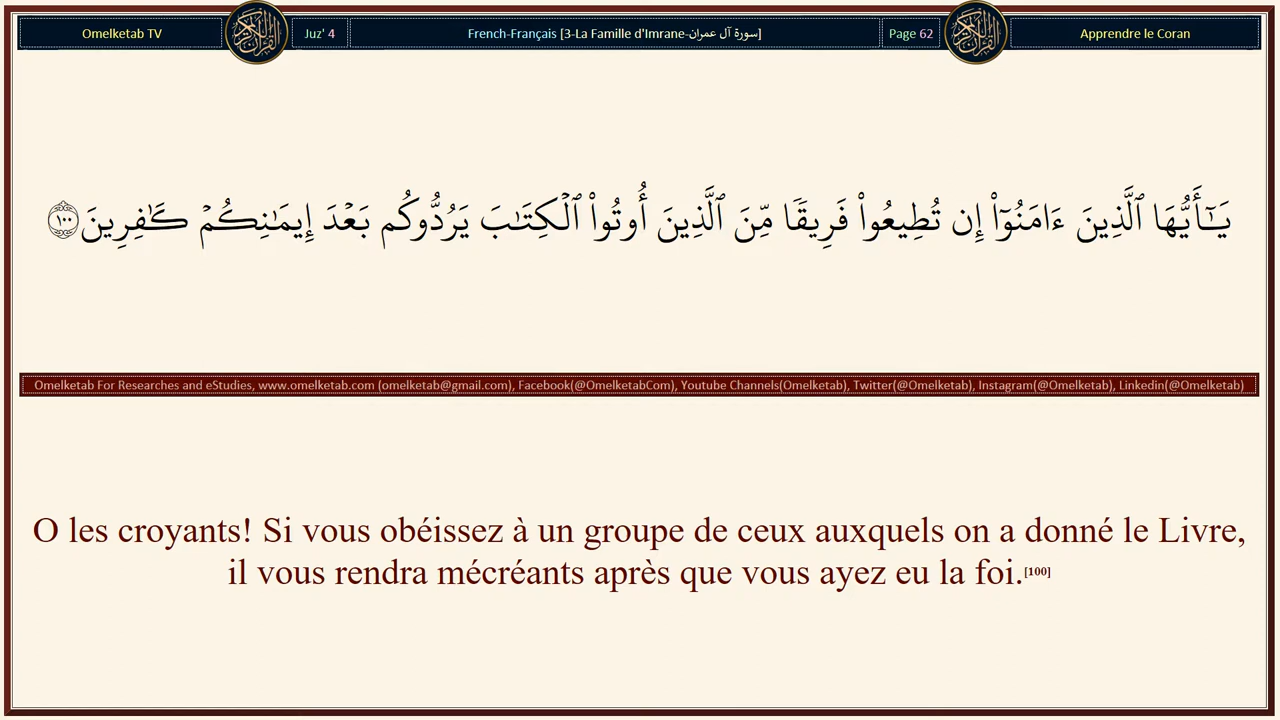 Omelketab TV
Juz' 4
French-Français [3-La Famille d'Imrane-سورة آل عمران]
Page 62
Apprendre le Coran
يَـٰٓأَيُّهَا ٱلَّذِينَ ءَامَنُوٓا۟ إِن تُطِيعُوا۟ فَرِيقًا مِّنَ ٱلَّذِينَ أُوتُوا۟ ٱلْكِتَـٰبَ يَرُدُّوكُم بَعْدَ إِيمَـٰنِكُمْ كَـٰفِرِينَ ١٠٠
Omelketab For Researches and eStudies, www.omelketab.com (omelketab@gmail.com), Facebook(@OmelketabCom), Youtube Channels(Omelketab), Twitter(@Omelketab), Instagram(@Omelketab), Linkedin(@Omelketab)
O les croyants! Si vous obéissez à un groupe de ceux auxquels on a donné le Livre,
il vous rendra mécréants après que vous ayez eu la foi.[100]